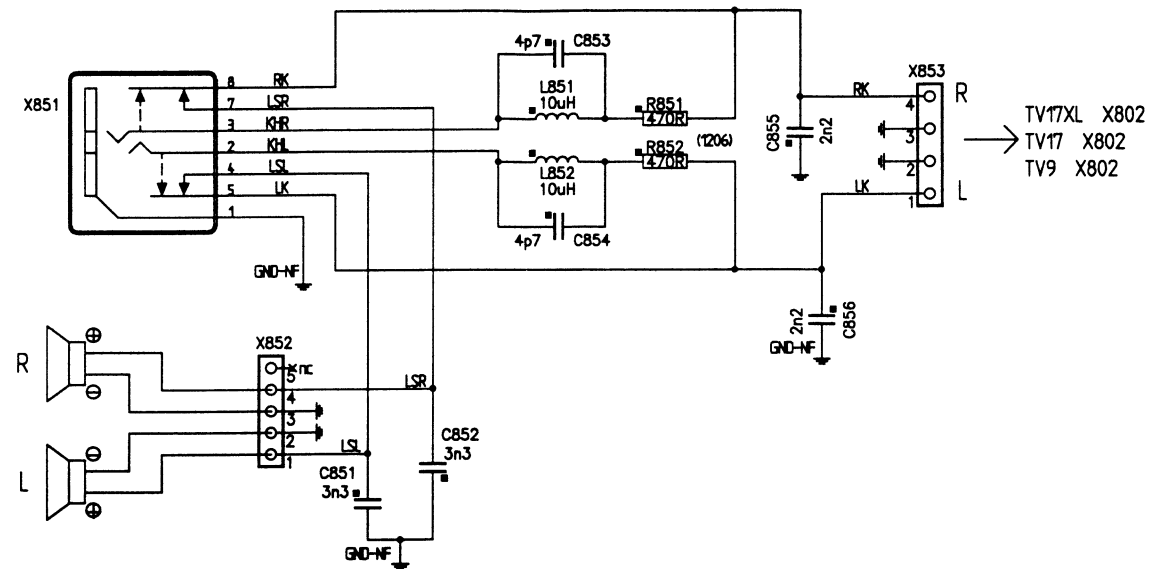 4p7 C853
X851
8 RK
7 LSR
3 KHR
2 KHL
4 LSL
5 LK
1
GND-NF
L851
10uH
R851
470R
(1206)
R852
470R
L852
10uH
4p7 C854
C855
2n2
X853
RK
4
3
2
1
R
L
LK
TV17XL X802
TV17 X802
TV9 X802
2n2
C856
GND-NF
R
L
X852
nc
5
4
3
2
1
LSR
LSL
C852
3n3
C851
3n3
GND-NF